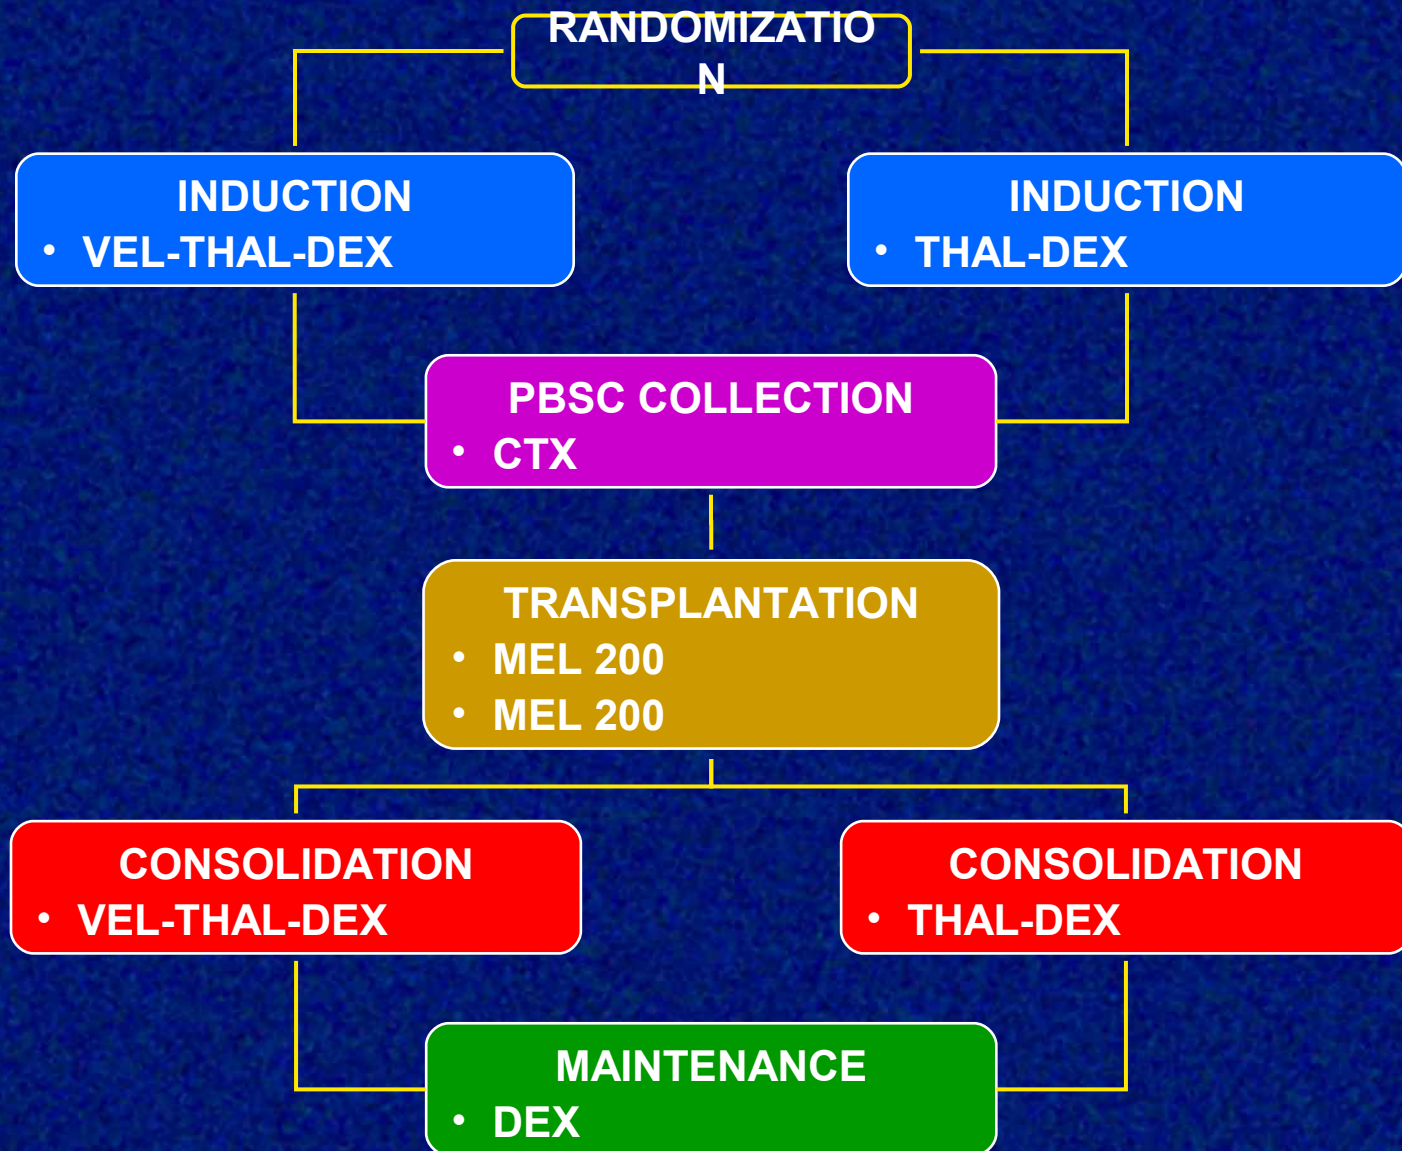 RANDOMIZATIO
N
INDUCTION
• VEL-THAL-DEX
INDUCTION
• THAL-DEX
PBSC COLLECTION
• CTX
TRANSPLANTATION
• MEL 200
• MEL 200
CONSOLIDATION
• VEL-THAL-DEX
CONSOLIDATION
• THAL-DEX
MAINTENANCE
• DEX